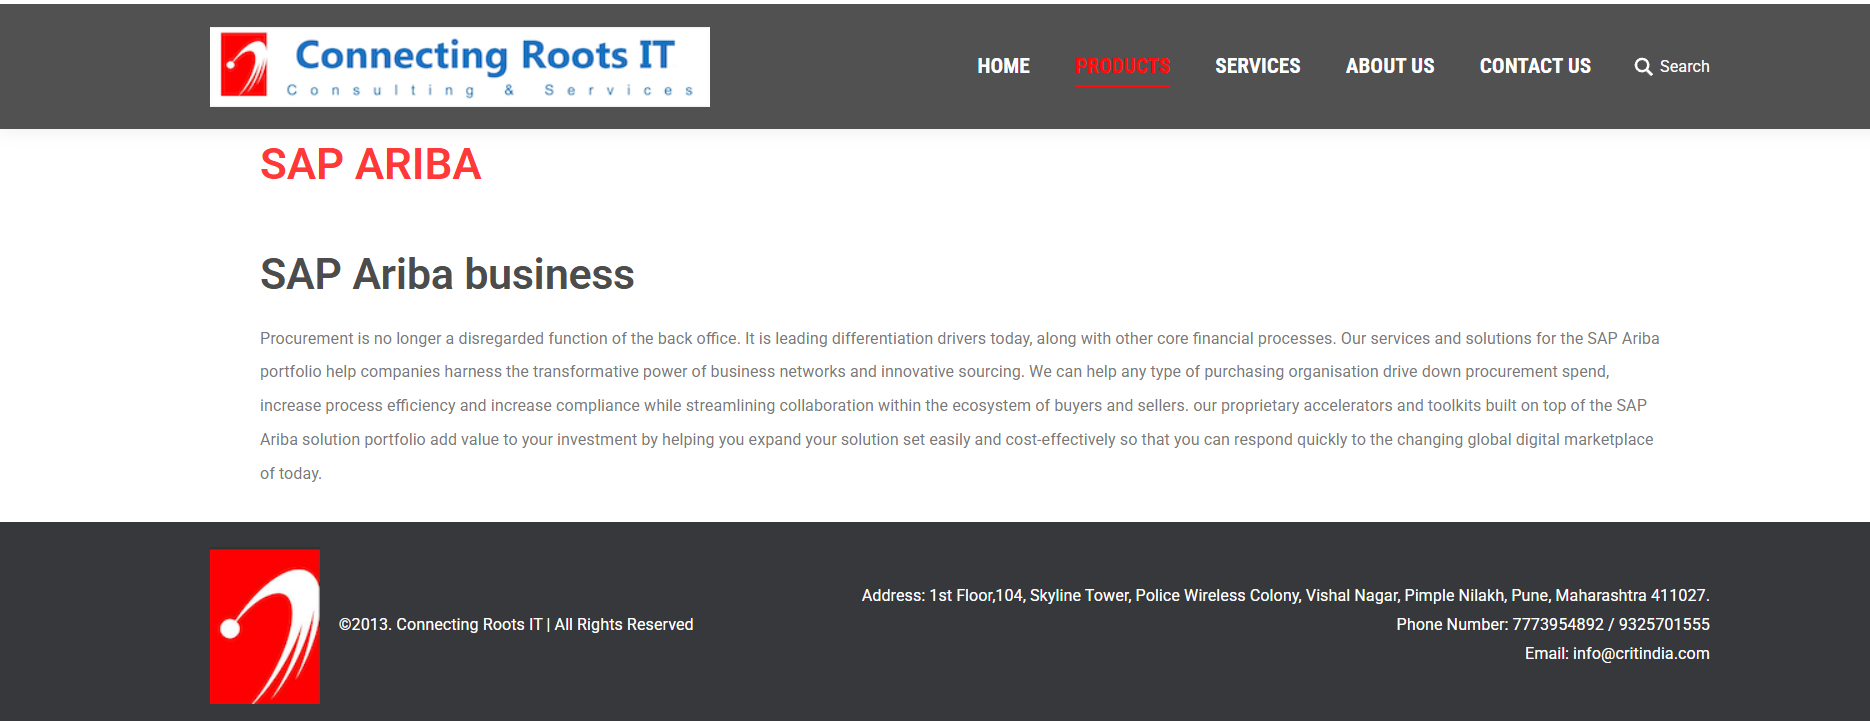 Connecting Roots IT
Consulting & Services
HOME
PRODUCTS
SERVICES
ABOUT US
CONTACT US
Search
SAP ARIBA
SAP Ariba business
Procurement is no longer a disregarded function of the back office. It is leading differentiation drivers today, along with other core financial processes. Our services and solutions for the SAP Ariba
portfolio help companies harness the transformative power of business networks and innovative sourcing. We can help any type of purchasing organisation drive down procurement spend,
increase process efficiency and increase compliance while streamlining collaboration within the ecosystem of buyers and sellers. our proprietary accelerators and toolkits built on top of the SAP
Ariba solution portfolio add value to your investment by helping you expand your solution set easily and cost-effectively so that you can respond quickly to the changing global digital marketplace
of today.
©2013. Connecting Roots IT | All Rights Reserved
Address: 1st Floor,104, Skyline Tower, Police Wireless Colony, Vishal Nagar, Pimple Nilakh, Pune, Maharashtra 411027.
Phone Number: 7773954892 / 9325701555
Email: info@critindia.com